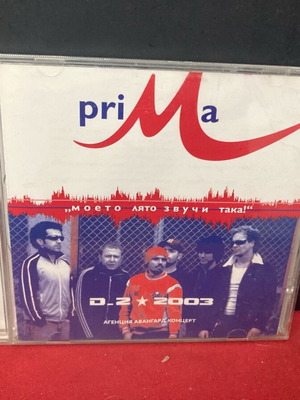 priMa
„моето лято звучи така!“
D.2 ★ 2003
АГЕНЦИЯ АВАНГАРД КОНЦЕРТ